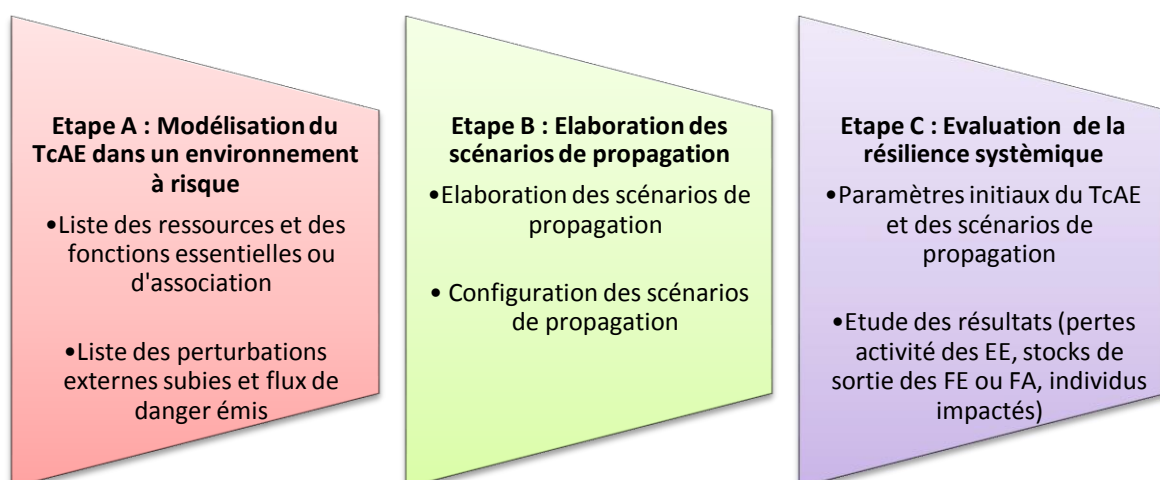 Etape A : Modélisation du
TcAE dans un environnement
à risque
•Liste des ressources et des
fonctions essentielles ou
d'association
•Liste des perturbations
externes subies et flux de
danger émis
Etape B : Elaboration des
scénarios de propagation
•Elaboration des scénarios de
propagation
• Configuration des scénarios
de propagation
Etape C : Evaluation de la
résilience systèmique
•Paramètres initiaux du TcAE
et des scénarios de
propagation
•Etude des résultats (pertes
activité des EE, stocks de
sortie des FE ou FA, individus
impactés)